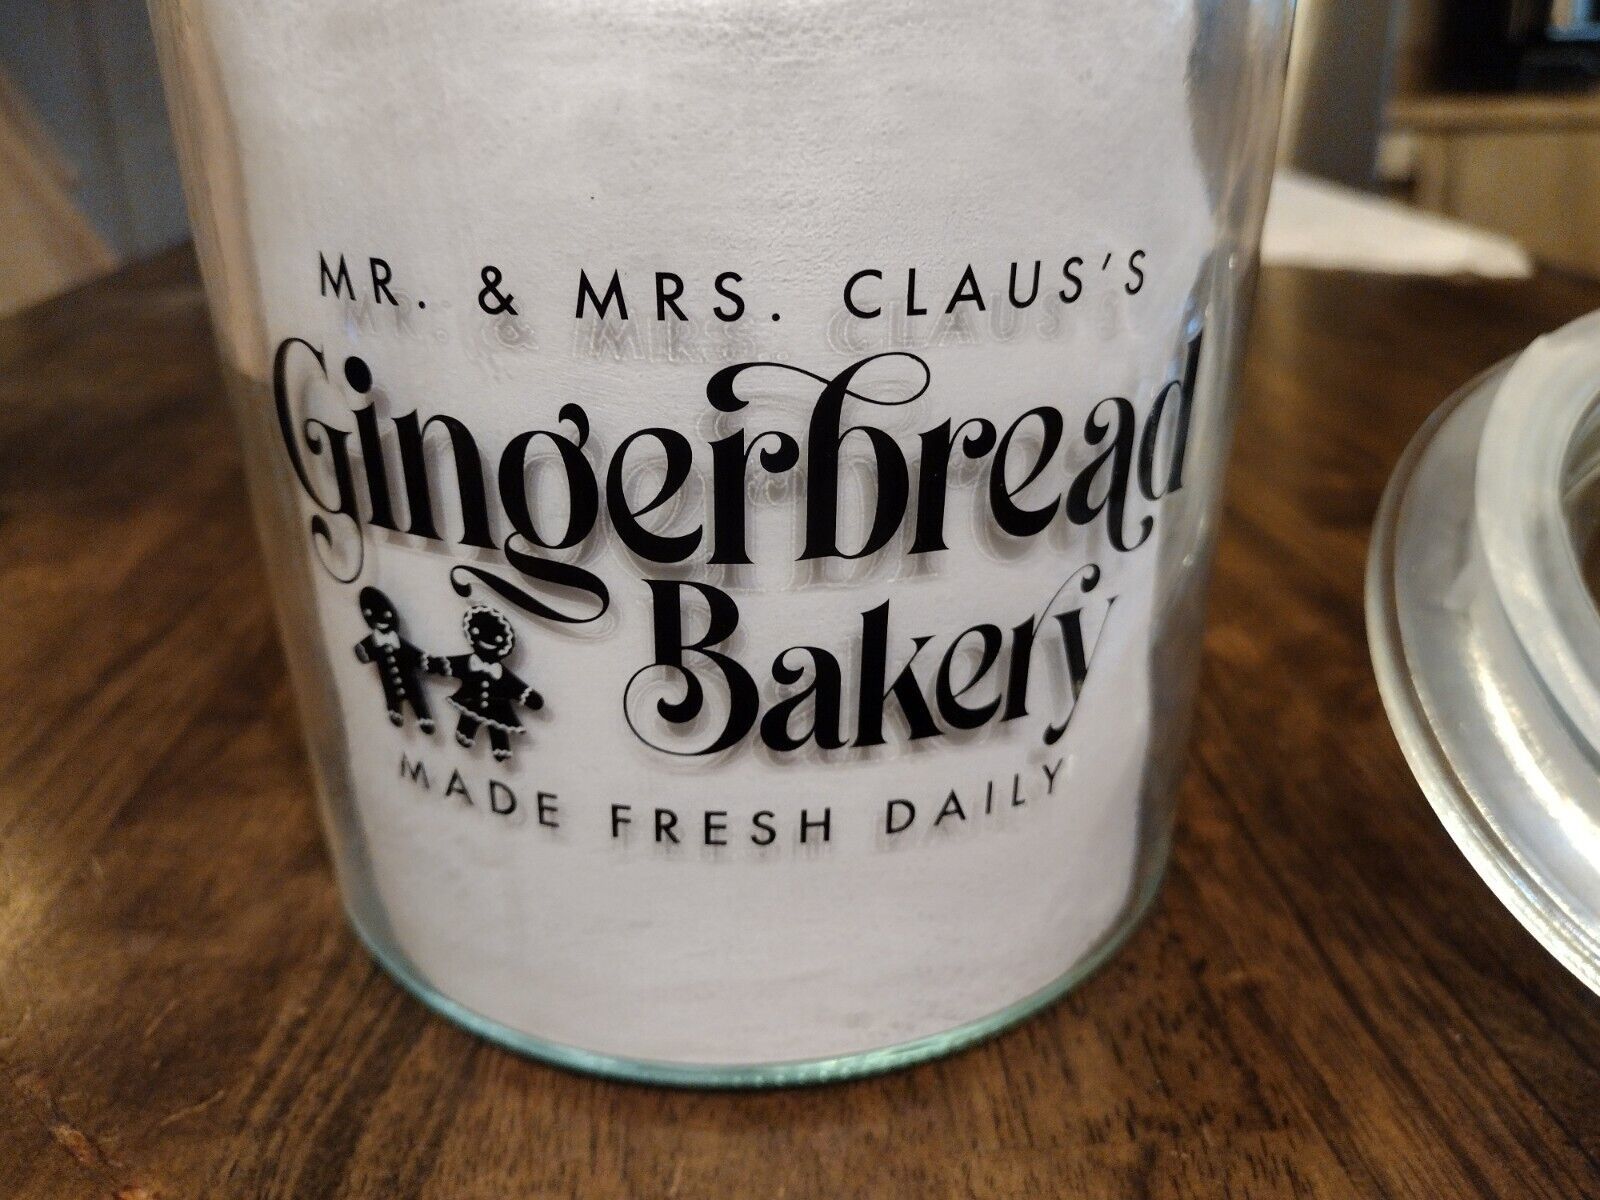 MR. & MRS. CLAUS'S
Gingerbread
Bakery
MADE FRESH DAILY